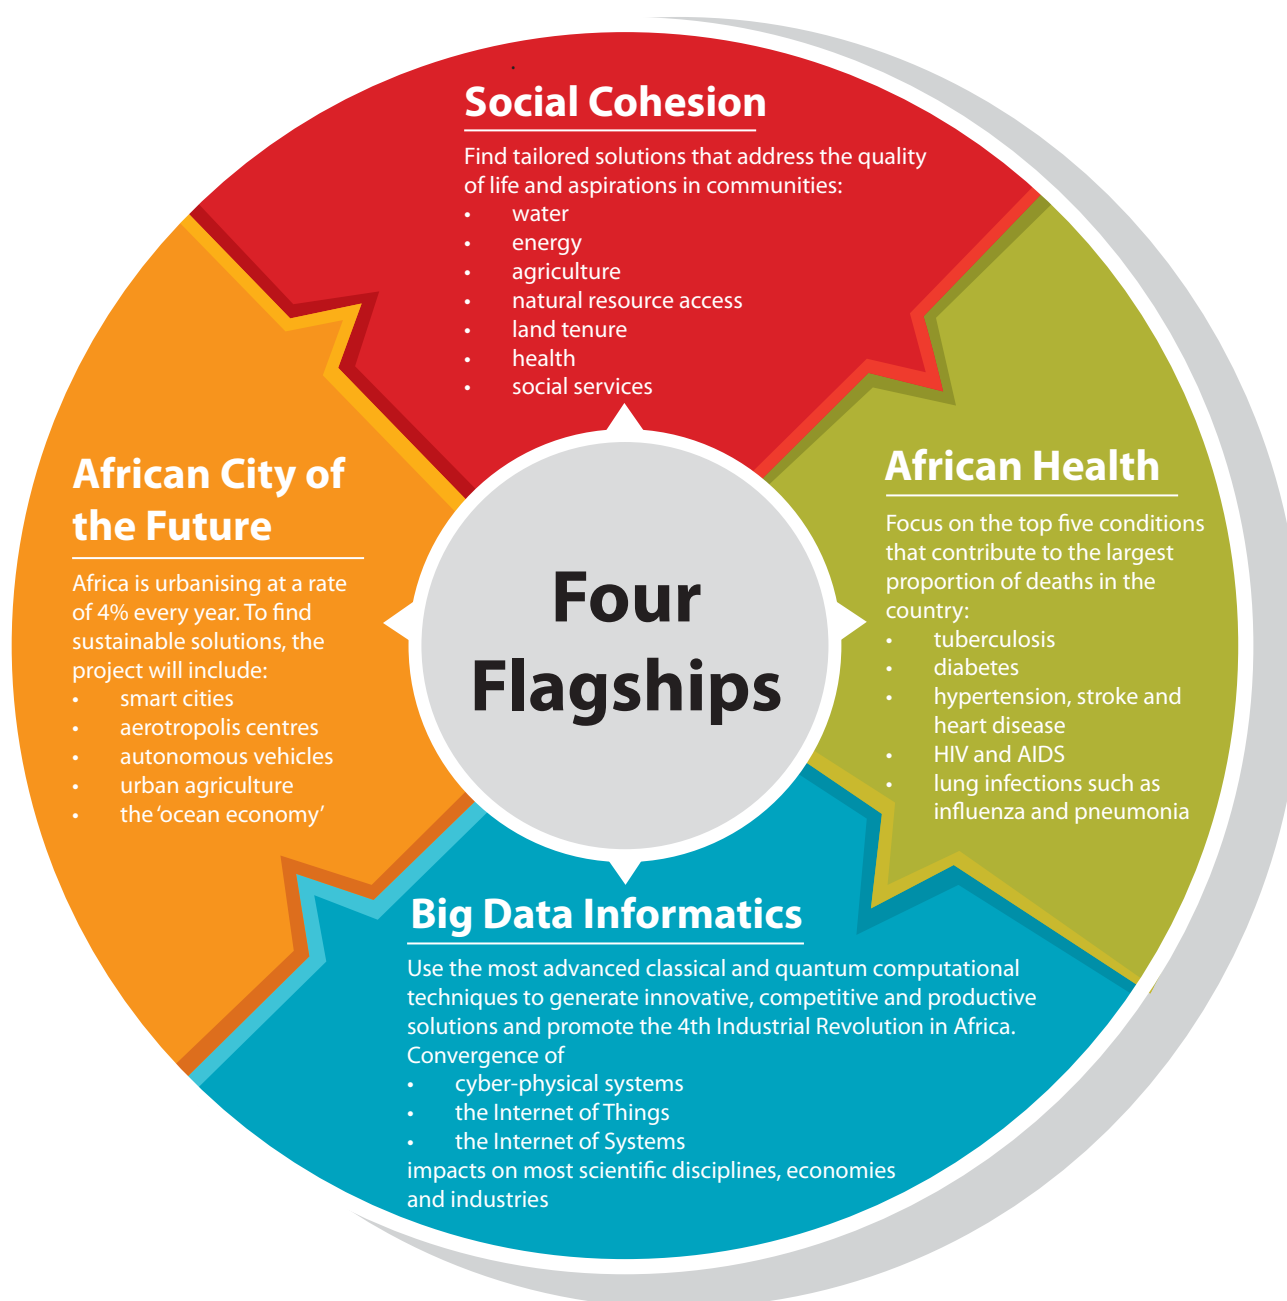 Social Cohesion
Find tailored solutions that address the quality
of life and aspirations in communities:
• water
• energy
• agriculture
• natural resource access
• land tenure
• health
• social services
African Health
Focus on the top five conditions
that contribute to the largest
proportion of deaths in the
country:
• tuberculosis
• diabetes
• hypertension, stroke and
heart disease
• HIV and AIDS
• lung infections such as
influenza and pneumonia
African City of
the Future
Africa is urbanising at a rate
of 4% every year. To find
sustainable solutions, the
project will include:
• smart cities
• aerotropolis centres
• autonomous vehicles
• urban agriculture
• the ‘ocean economy’
Four
Flagships
Big Data Informatics
Use the most advanced classical and quantum computational
techniques to generate innovative, competitive and productive
solutions and promote the 4th Industrial Revolution in Africa.
Convergence of
• cyber-physical systems
• the Internet of Things
• the Internet of Systems
impacts on most scientific disciplines, economies
and industries